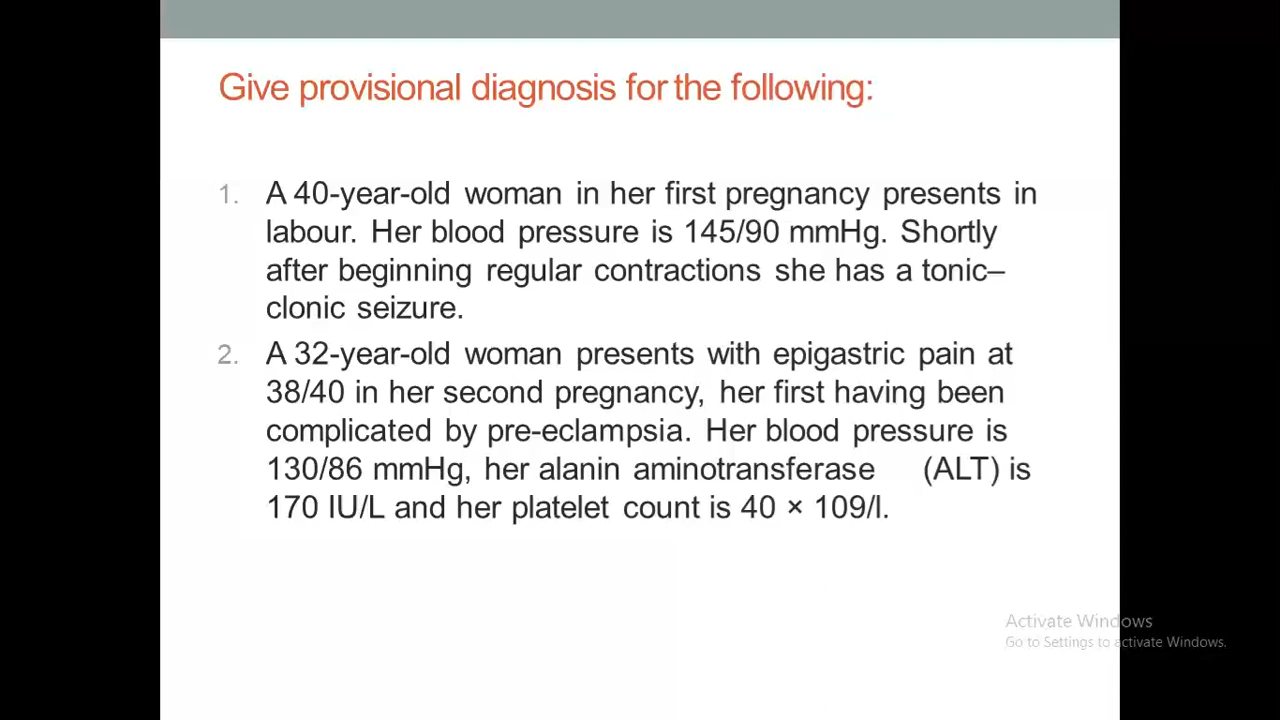 Give provisional diagnosis for the following:
1. A 40-year-old woman in her first pregnancy presents in
labour. Her blood pressure is 145/90 mmHg. Shortly
after beginning regular contractions she has a tonic–
clonic seizure.
2. A 32-year-old woman presents with epigastric pain at
38/40 in her second pregnancy, her first having been
complicated by pre-eclampsia. Her blood pressure is
130/86 mmHg, her alanin aminotransferase (ALT) is
170 IU/L and her platelet count is 40 × 109/l.
Activate Windows
Go to Settings to activate Windows.